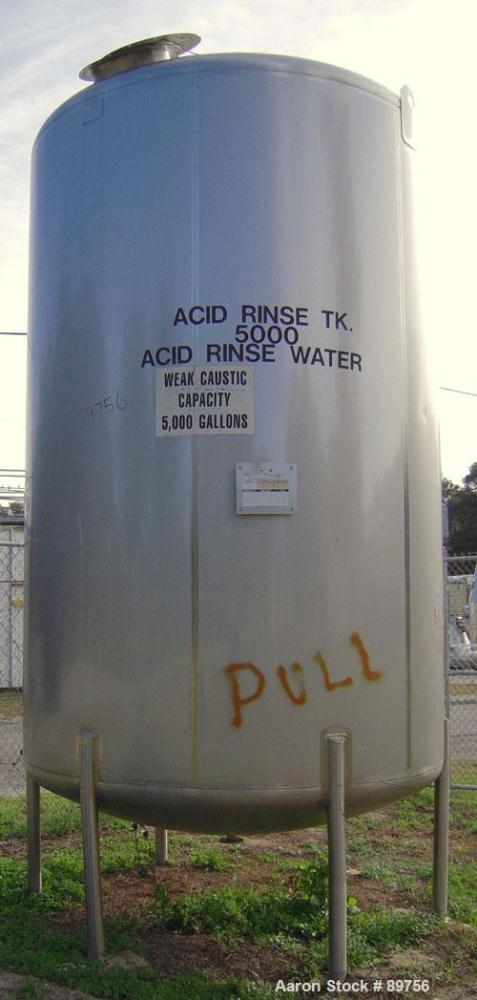 ACID RINSE TK.
5000
ACID RINSE WATER
WEAK CAUSTIC
CAPACITY
5,000 GALLONS
PULL
Aaron Stock # 89756